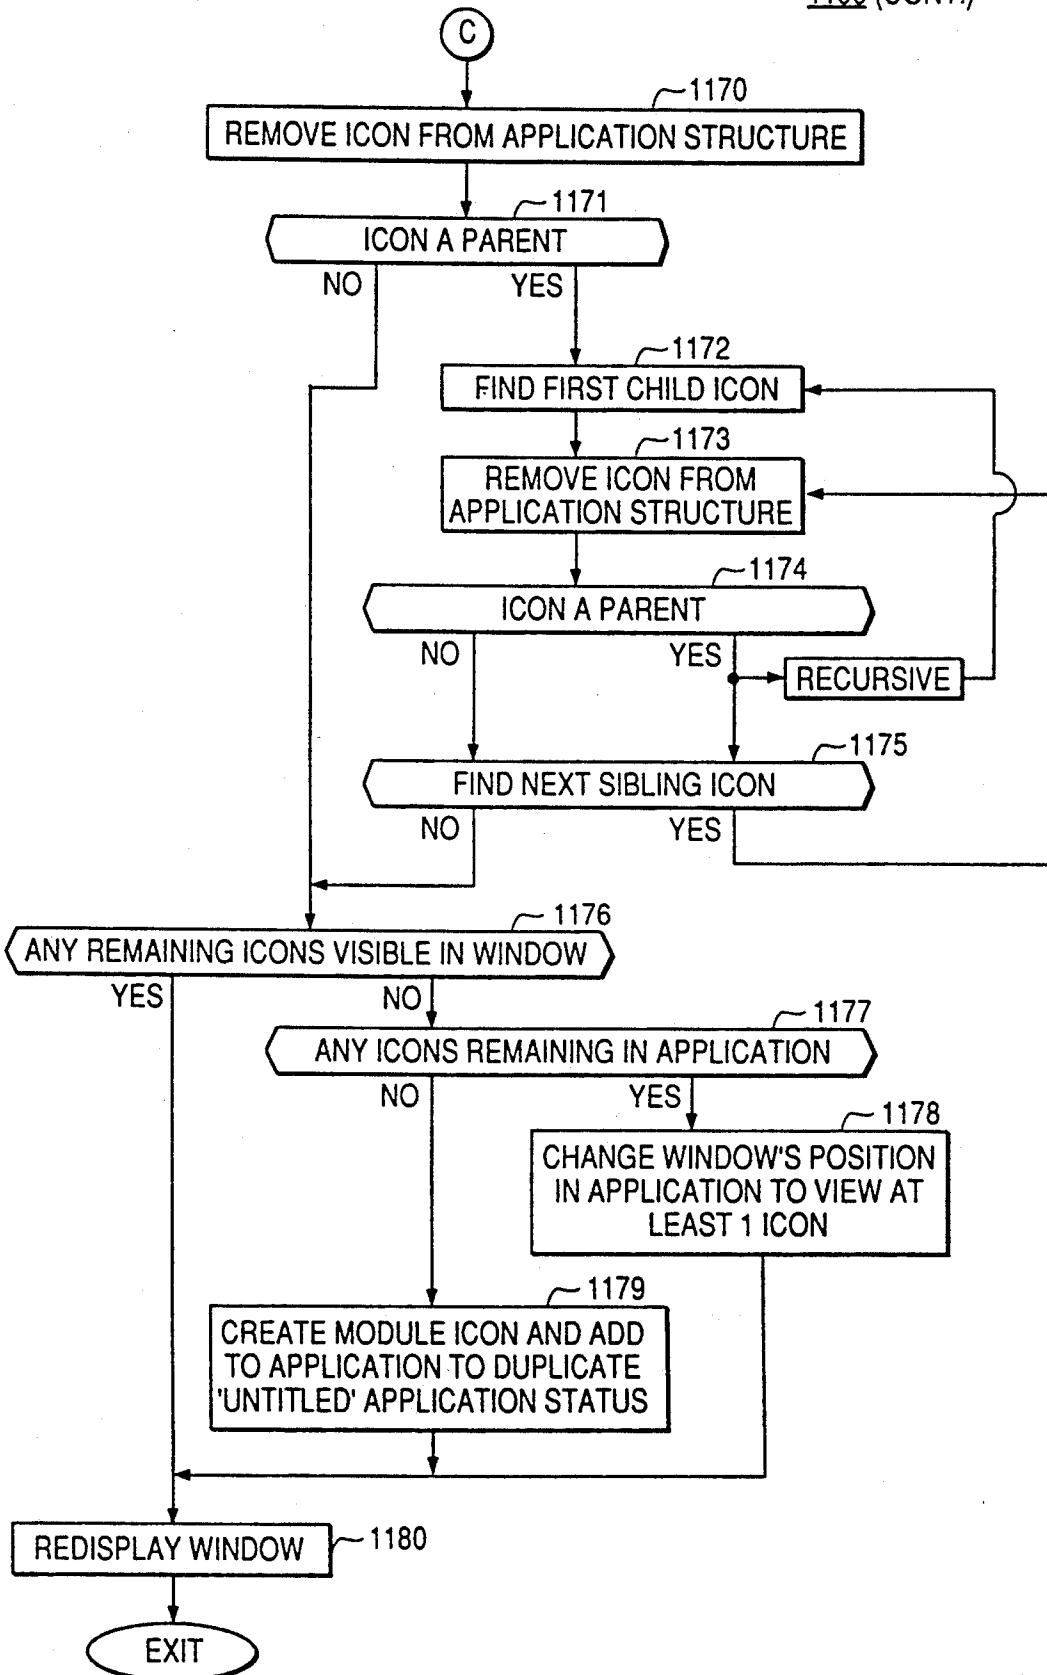 (CONT.)
C
1170
REMOVE ICON FROM APPLICATION STRUCTURE
1171
ICON A PARENT
NO
YES
1172
FIND FIRST CHILD ICON
1173
REMOVE ICON FROM
APPLICATION STRUCTURE
1174
ICON A PARENT
NO
YES
RECURSIVE
1175
FIND NEXT SIBLING ICON
NO
YES
1176
ANY REMAINING ICONS VISIBLE IN WINDOW
YES
NO
1177
ANY ICONS REMAINING IN APPLICATION
NO
YES
1178
CHANGE WINDOW'S POSITION
IN APPLICATION TO VIEW AT
LEAST 1 ICON
1179
CREATE MODULE ICON AND ADD
TO APPLICATION TO DUPLICATE
'UNTITLED' APPLICATION STATUS
REDISPLAY WINDOW
1180
EXIT